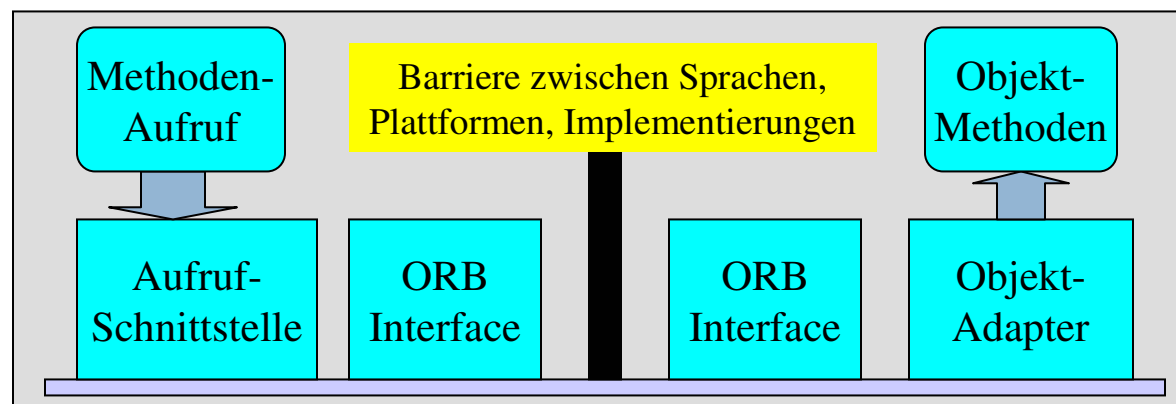 Methoden-
Aufruf
Barriere zwischen Sprachen,
Plattformen, Implementierungen
Objekt-
Methoden
Aufruf-
Schnittstelle
ORB
Interface
ORB
Interface
Objekt-
Adapter